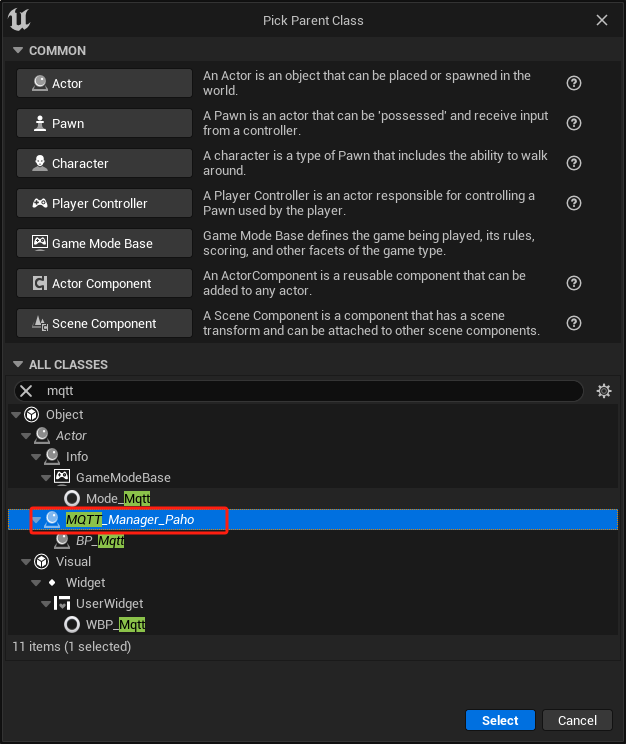 Pick Parent Class
COMMON
Actor
An Actor is an object that can be placed or spawned in the
world.
Pawn
A Pawn is an actor that can be 'possessed' and receive input
from a controller.
Character
A character is a type of Pawn that includes the ability to walk
around.
Player Controller
A Player Controller is an actor responsible for controlling a
Pawn used by the player.
Game Mode Base
Game Mode Base defines the game being played, its rules,
scoring, and other facets of the game type.
Actor Component
An ActorComponent is a reusable component that can be
added to any actor.
Scene Component
A Scene Component is a component that has a scene
transform and can be attached to other scene components.
ALL CLASSES
mqtt
Object
Actor
Info
GameModeBase
Mode_Mqtt
MQTT_Manager_Paho
BP_Mqtt
Visual
Widget
UserWidget
WBP_Mqtt
11 items (1 selected)
Select
Cancel